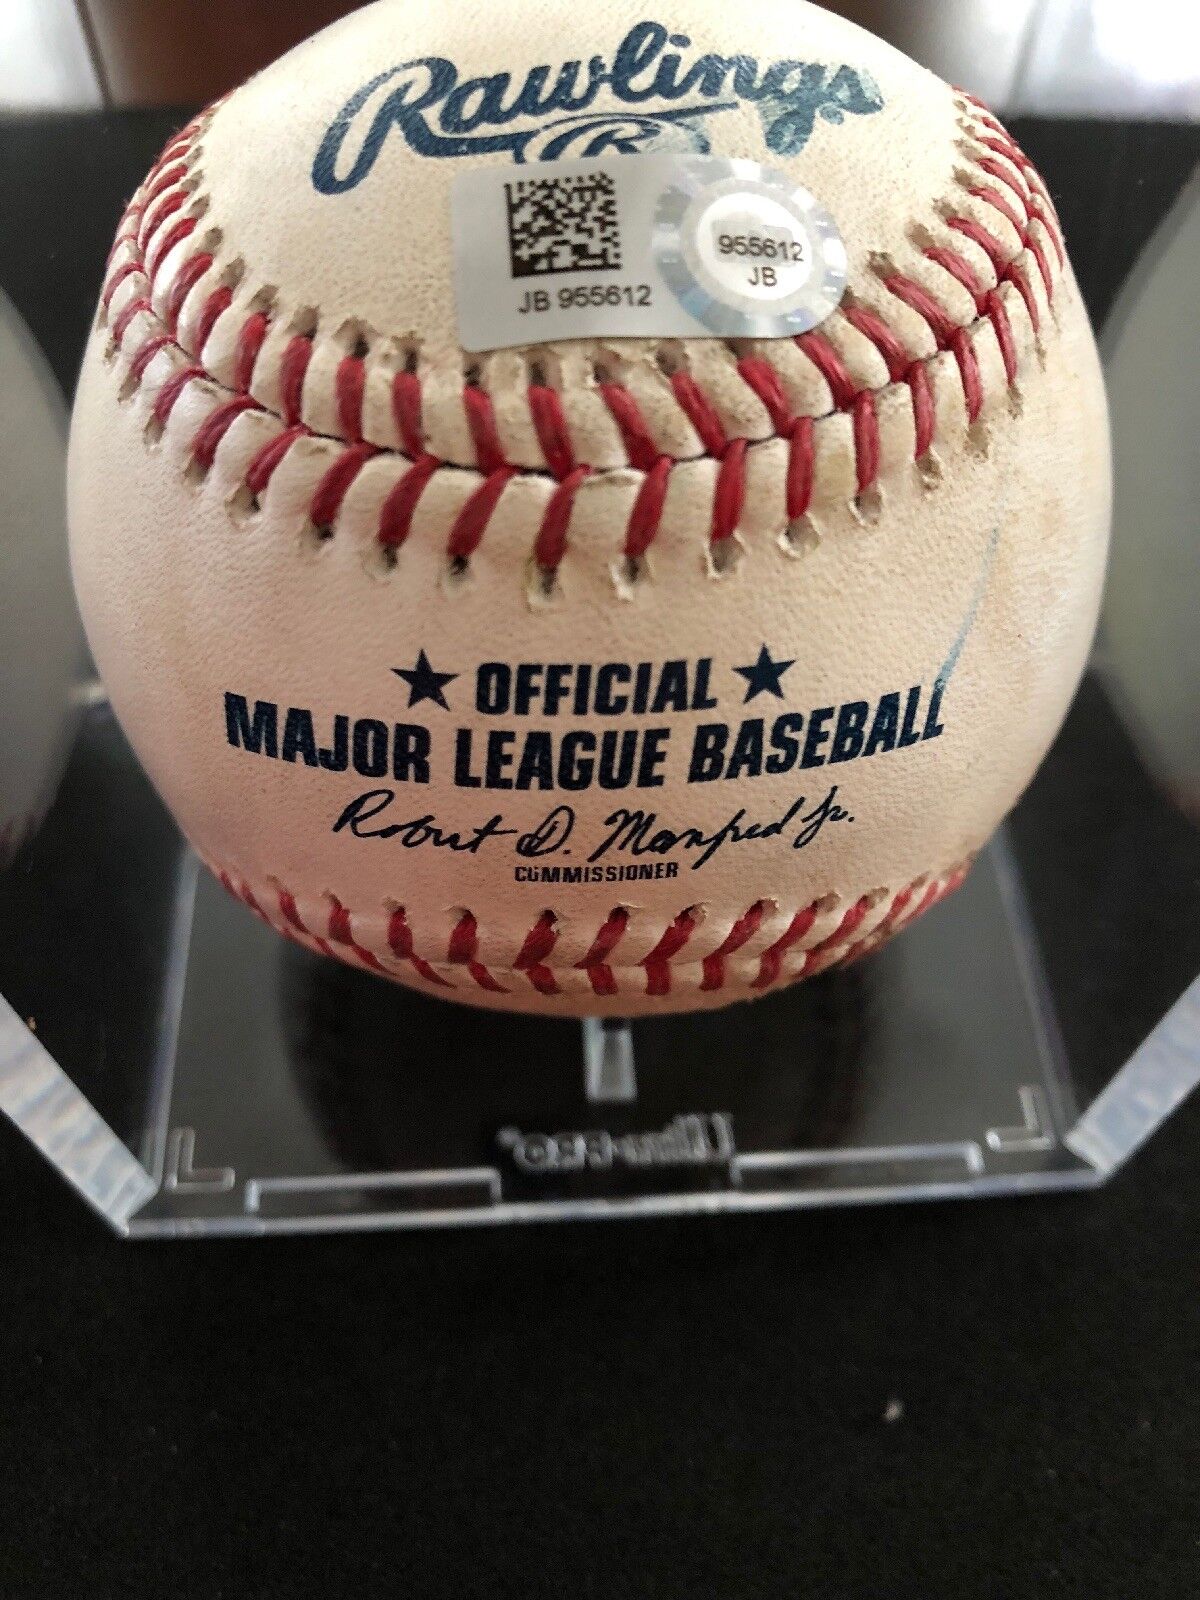 Rawlings
R
955612
JB
JB 955612
★ OFFICIAL ★
MAJOR LEAGUE BASEBALL
Robert D. Manfred Jr.
COMMISSIONER